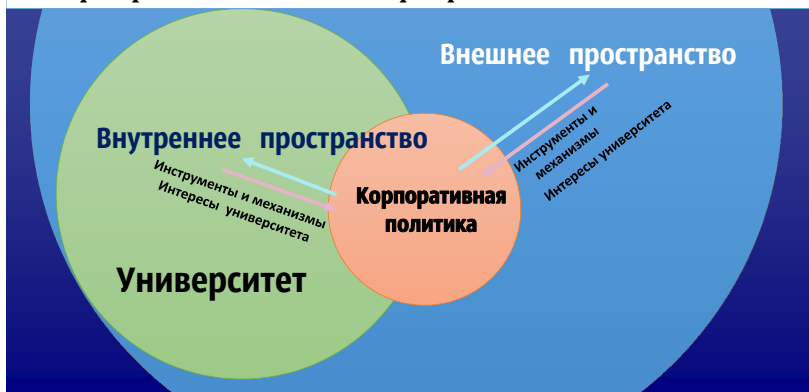 Внешнее пространство
Внутреннее пространство
Инструменты и механизмы
Интересы университета
Корпоративная
политика
Инструменты и
механизмы
Интересы университета
Университет